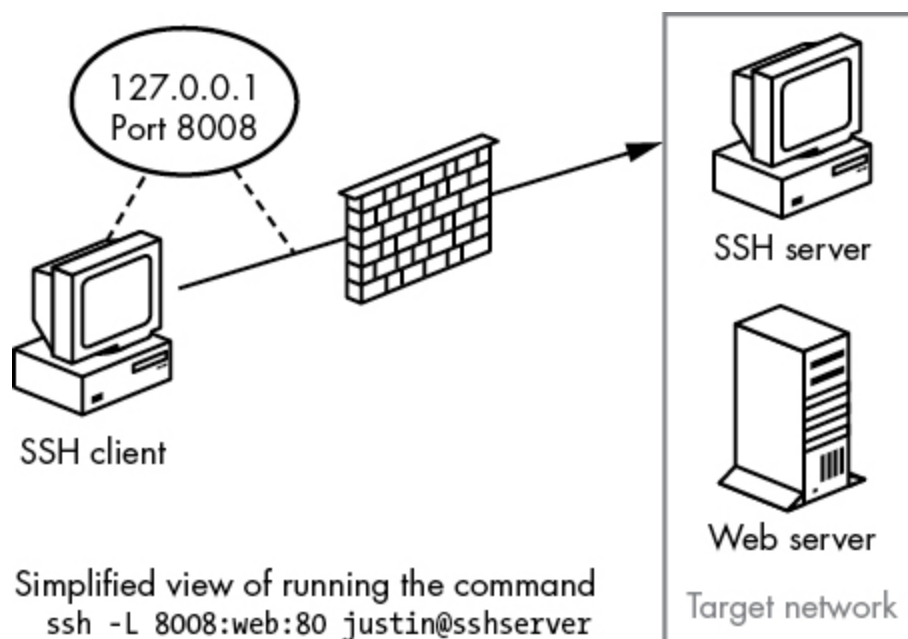 127.0.0.1
Port 8008
SSH server
SSH client
Web server
Simplified view of running the command
ssh -L 8008:web:80 justin@sshserver
Target network